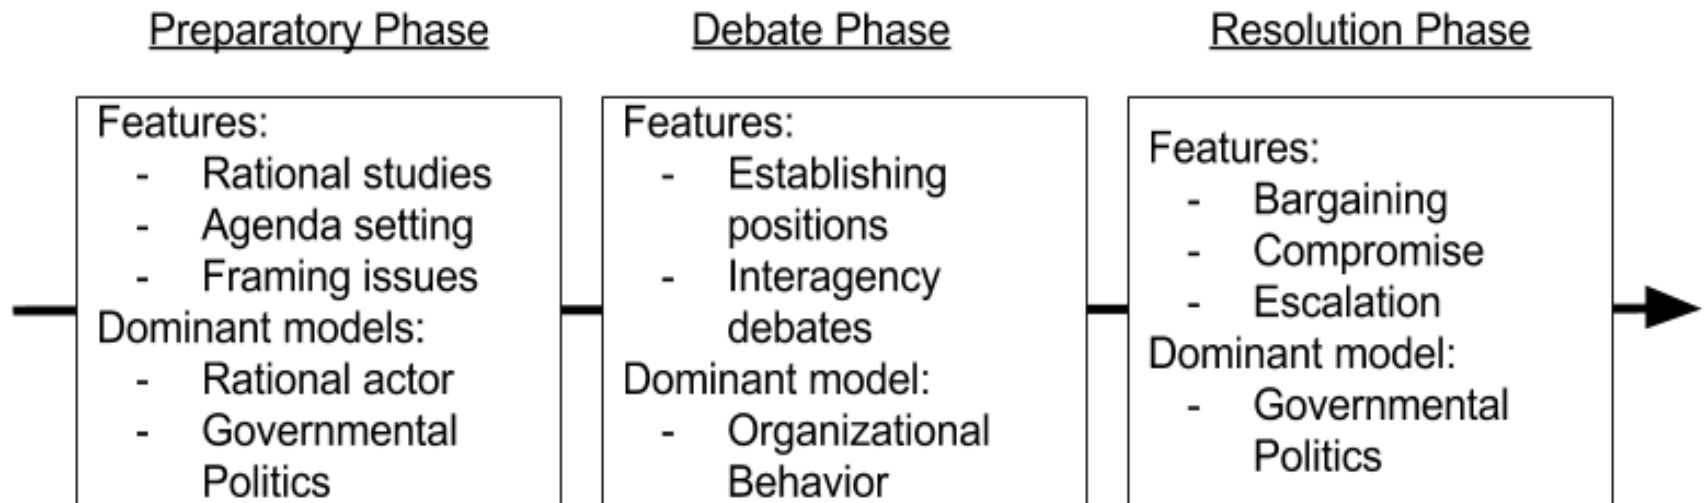 Preparatory Phase
Features:
- Rational studies
- Agenda setting
- Framing issues
Dominant models:
- Rational actor
- Governmental
Politics
Debate Phase
Features:
- Establishing
positions
- Interagency
debates
Dominant model:
- Organizational
Behavior
Resolution Phase
Features:
- Bargaining
- Compromise
- Escalation
Dominant model:
- Governmental
Politics